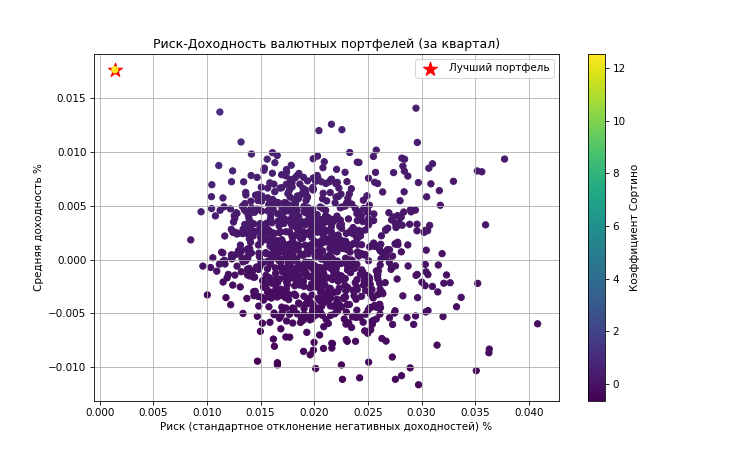 Риск-Доходность валютных портфелей (за квартал)
Лучший портфель
Средняя доходность %
0.015
0.010
0.005
0.000
−0.005
−0.010
0.000 0.005 0.010 0.015 0.020 0.025 0.030 0.035 0.040
Риск (стандартное отклонение негативных доходностей) %
12
10
8
6
4
2
0
Коэффициент Сортино